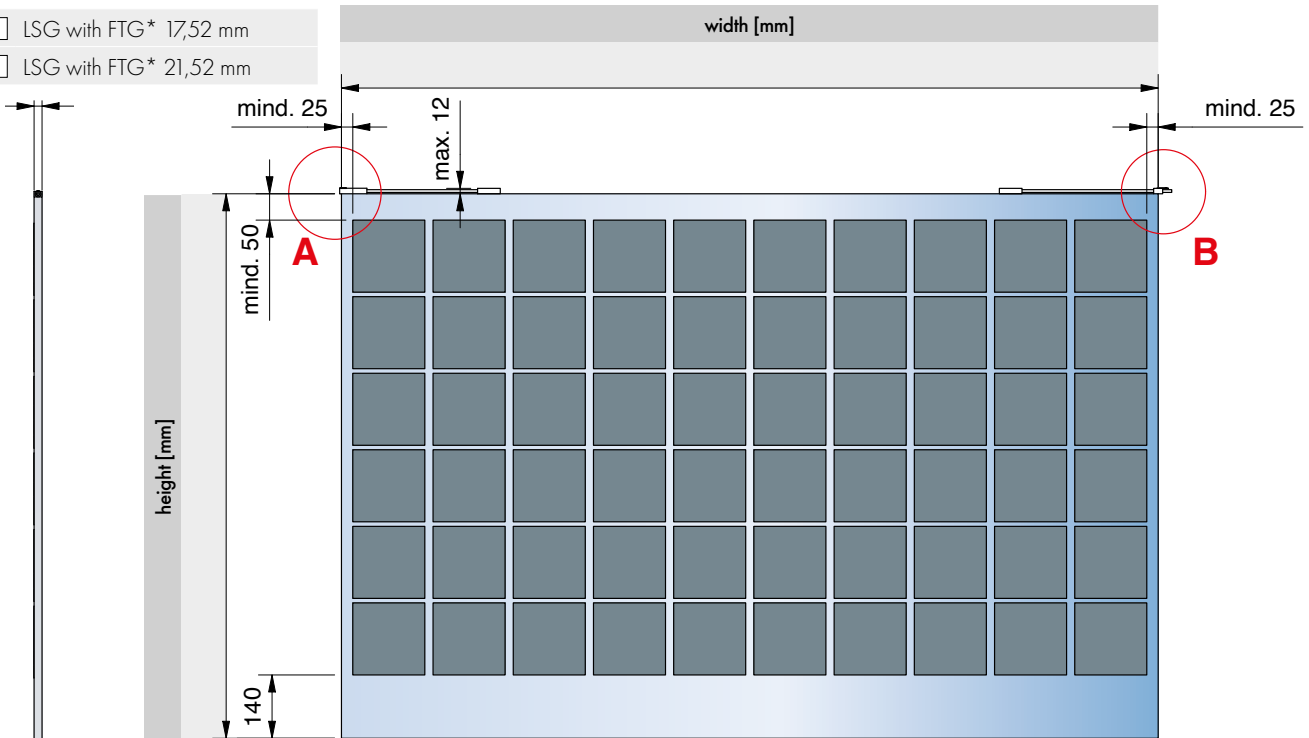 LSG with FTG* 17,52 mm
LSG with FTG* 21,52 mm
width [mm]
mind. 25
max. 12
mind. 25
mind. 50
A
B
height [mm]
140